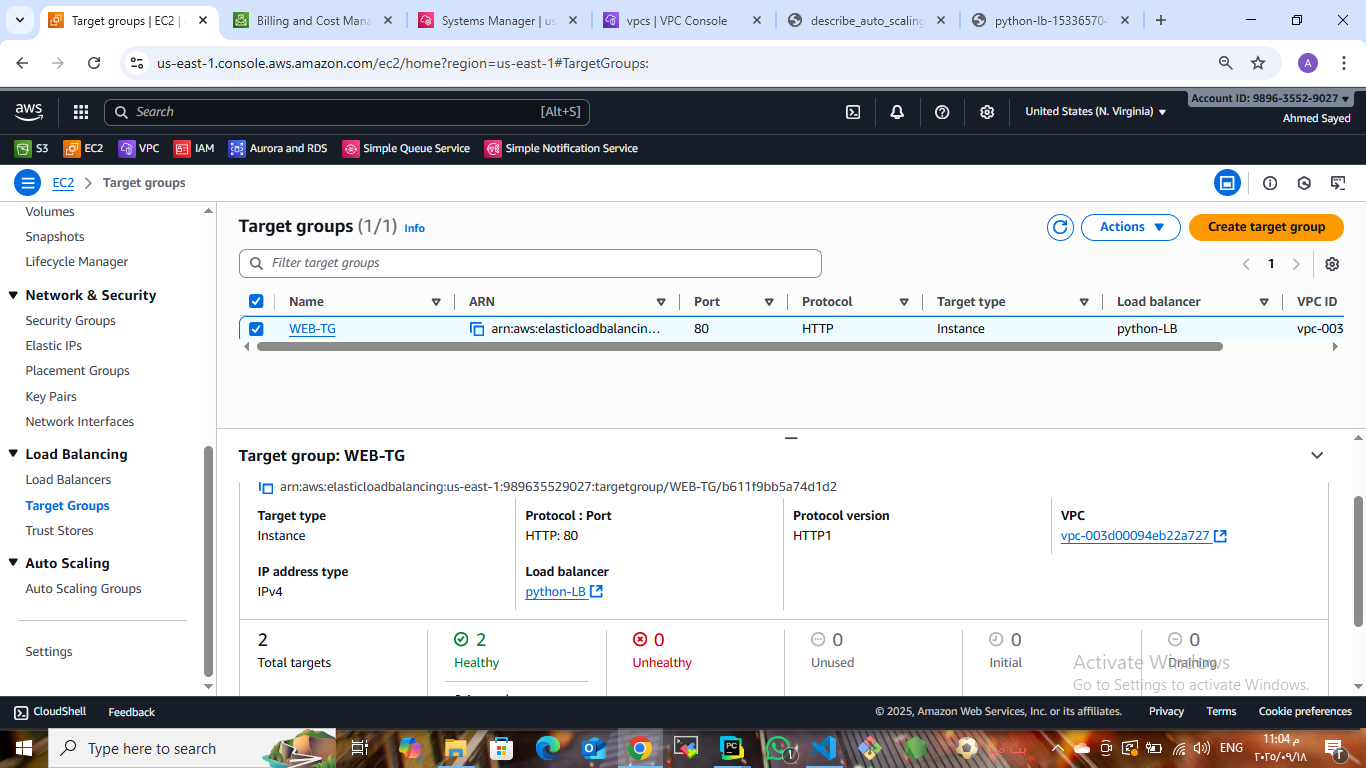 Target groups | EC2 |
Billing and Cost Mana
Systems Manager | us
vpcs | VPC Console
describe_auto_scaling
python-lb-153365704
us-east-1.console.aws.amazon.com/ec2/home?region=us-east-1#TargetGroups:
A
aws
Search
[Alt+S]
United States (N. Virginia)
Account ID: 9896-3552-9027
Ahmed Sayed
S3
EC2
VPC
IAM
Aurora and RDS
Simple Queue Service
Simple Notification Service
EC2
Target groups
Volumes
Snapshots
Lifecycle Manager
Network & Security
Security Groups
Elastic IPs
Placement Groups
Key Pairs
Network Interfaces
Load Balancing
Load Balancers
Target Groups
Trust Stores
Auto Scaling
Auto Scaling Groups
Settings
Target groups (1/1) Info
Actions
Create target group
Filter target groups
1
Name ARN Port Protocol Target type Load balancer VPC ID
WEB-TG arn:aws:elasticloadbalancin... 80 HTTP Instance python-LB vpc-003
Target group: WEB-TG
arn:aws:elasticloadbalancing:us-east-1:989635529027:targetgroup/WEB-TG/b611f9bb5a74d1d2
Target type
Instance
Protocol : Port
HTTP: 80
Protocol version
HTTP1
VPC
vpc-003d00094eb22a727
IP address type
IPv4
Load balancer
python-LB
2
Total targets
2
Healthy
0
Unhealthy
0
Unused
0
Initial
0
Draining
Activate Windows
Go to Settings to activate Windows.
CloudShell
Feedback
© 2025, Amazon Web Services, Inc. or its affiliates.
Privacy
Terms
Cookie preferences
Type here to search
PC
1
ENG
11:04 م
٢٠٢٥/٠٩/١٨
1